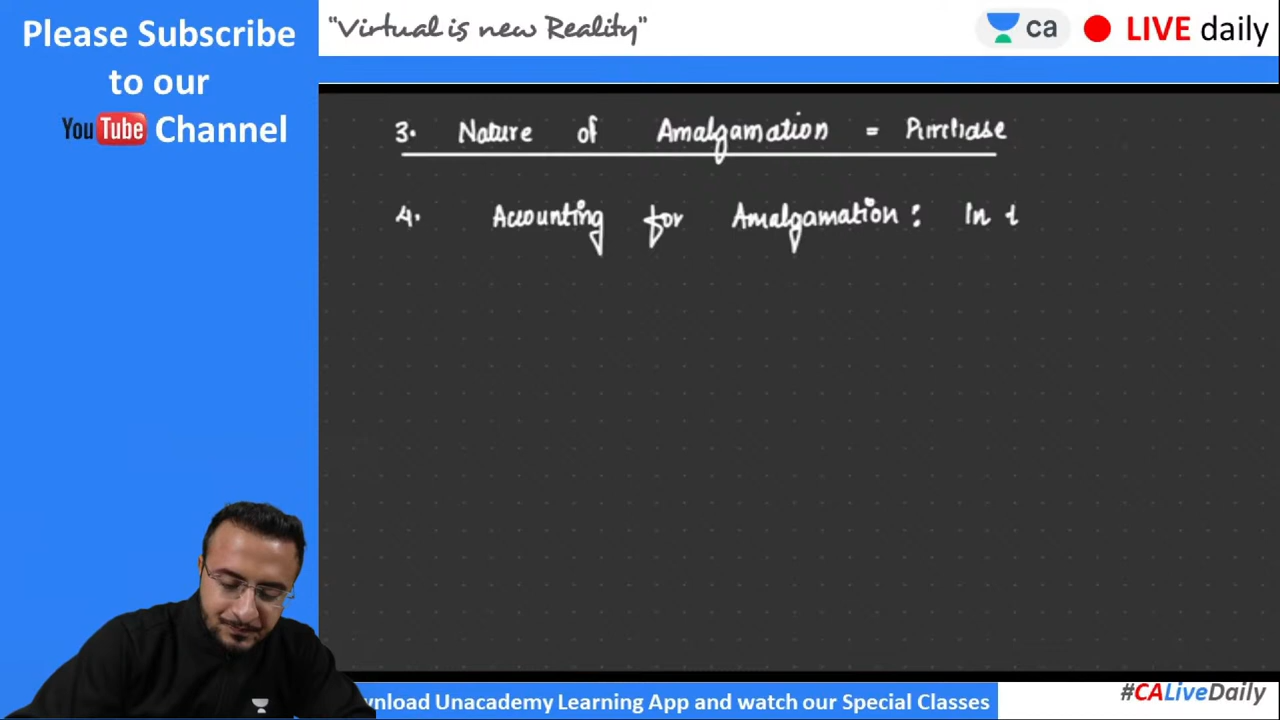 Please Subscribe
to our
YouTube Channel
"Virtual is new Reality"
ca
LIVE daily
3. Nature of Amalgamation = Purchase
4. Accounting for Amalgamation: In t
wnload Unacademy Learning App and watch our Special Classes
#CALiveDaily